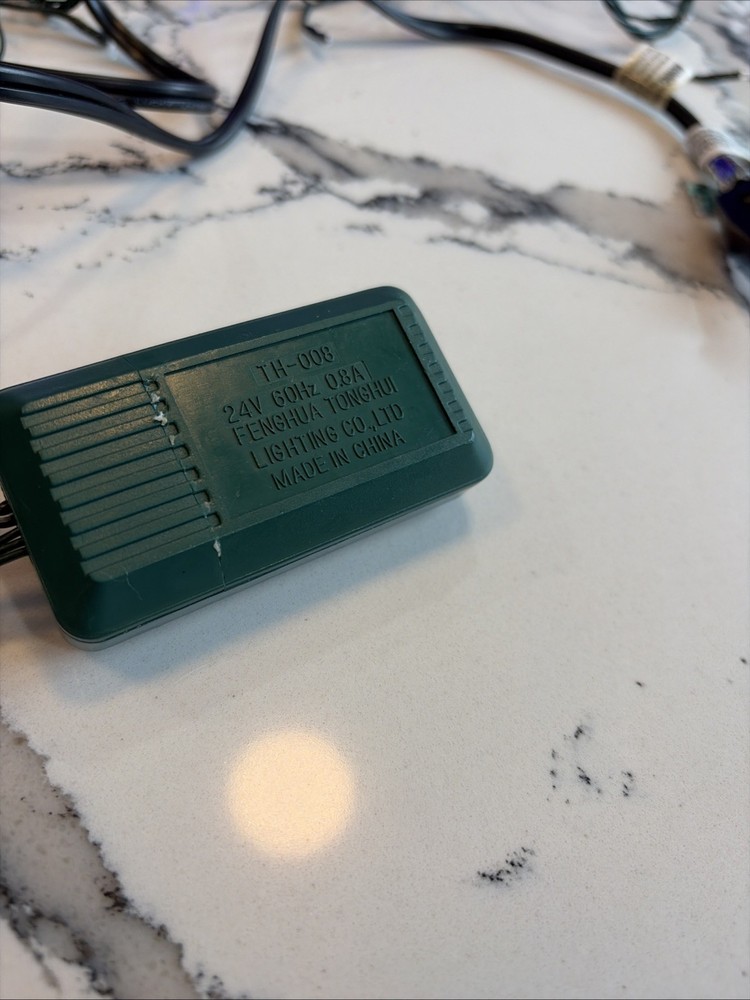 TH-008
24V 60Hz 0.8A
FENGHUA TONGHUI
LIGHTING CO.,LTD
MADE IN CHINA